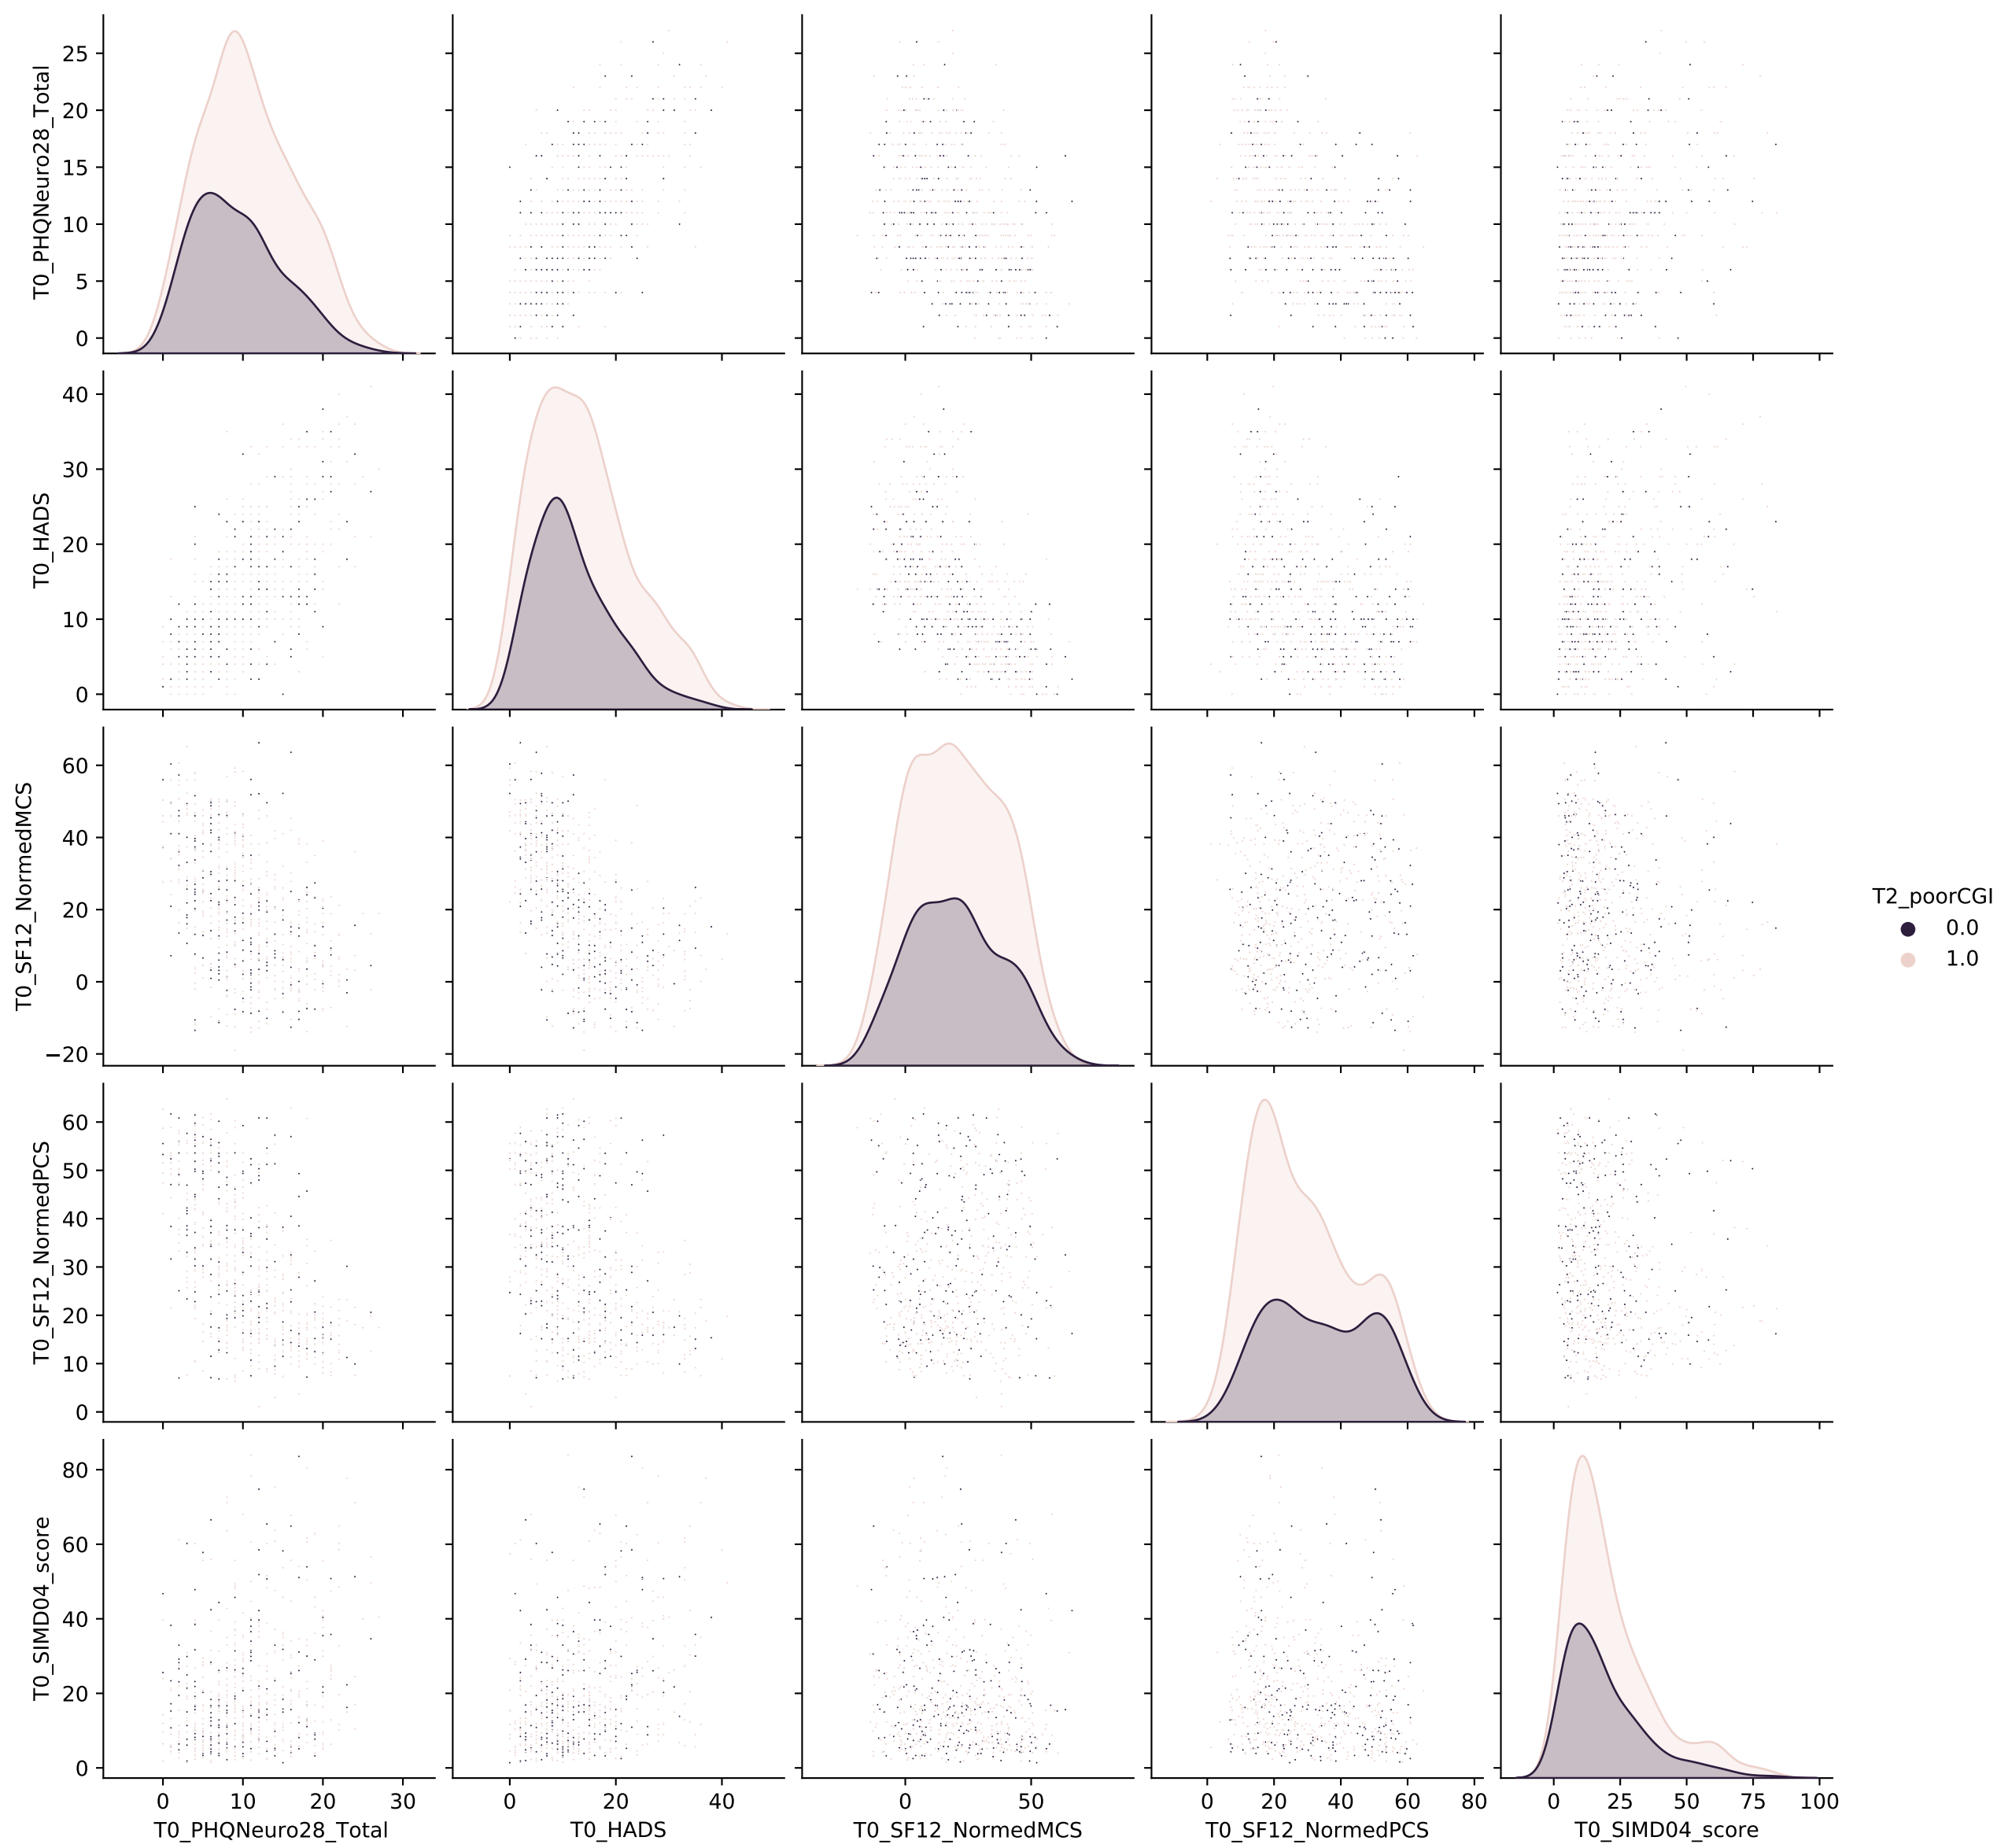 25
20
15
10
5
0
T0_PHQNeuro28_Total
40
30
20
10
0
T0_HADS
60
40
20
0
−20
T0_SF12_NormedMCS
T2_poorCGI
0.0
1.0
60
50
40
30
20
10
0
T0_SF12_NormedPCS
80
60
40
20
0
T0_SIMD04_score
0 10 20 30
0 20 40
0 50
0 20 40 60 80
0 25 50 75 100
T0_PHQNeuro28_Total
T0_HADS
T0_SF12_NormedMCS
T0_SF12_NormedPCS
T0_SIMD04_score